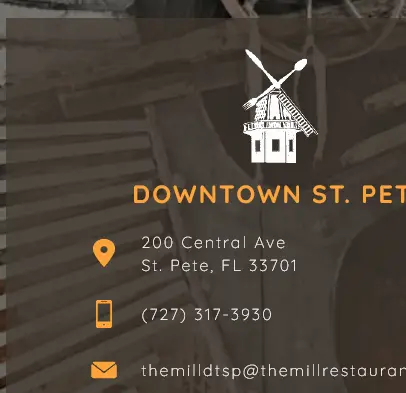 DOWNTOWN ST. PET
200 Central Ave
St. Pete, FL 33701
(727) 317-3930
themilldtsp@themillrestauran